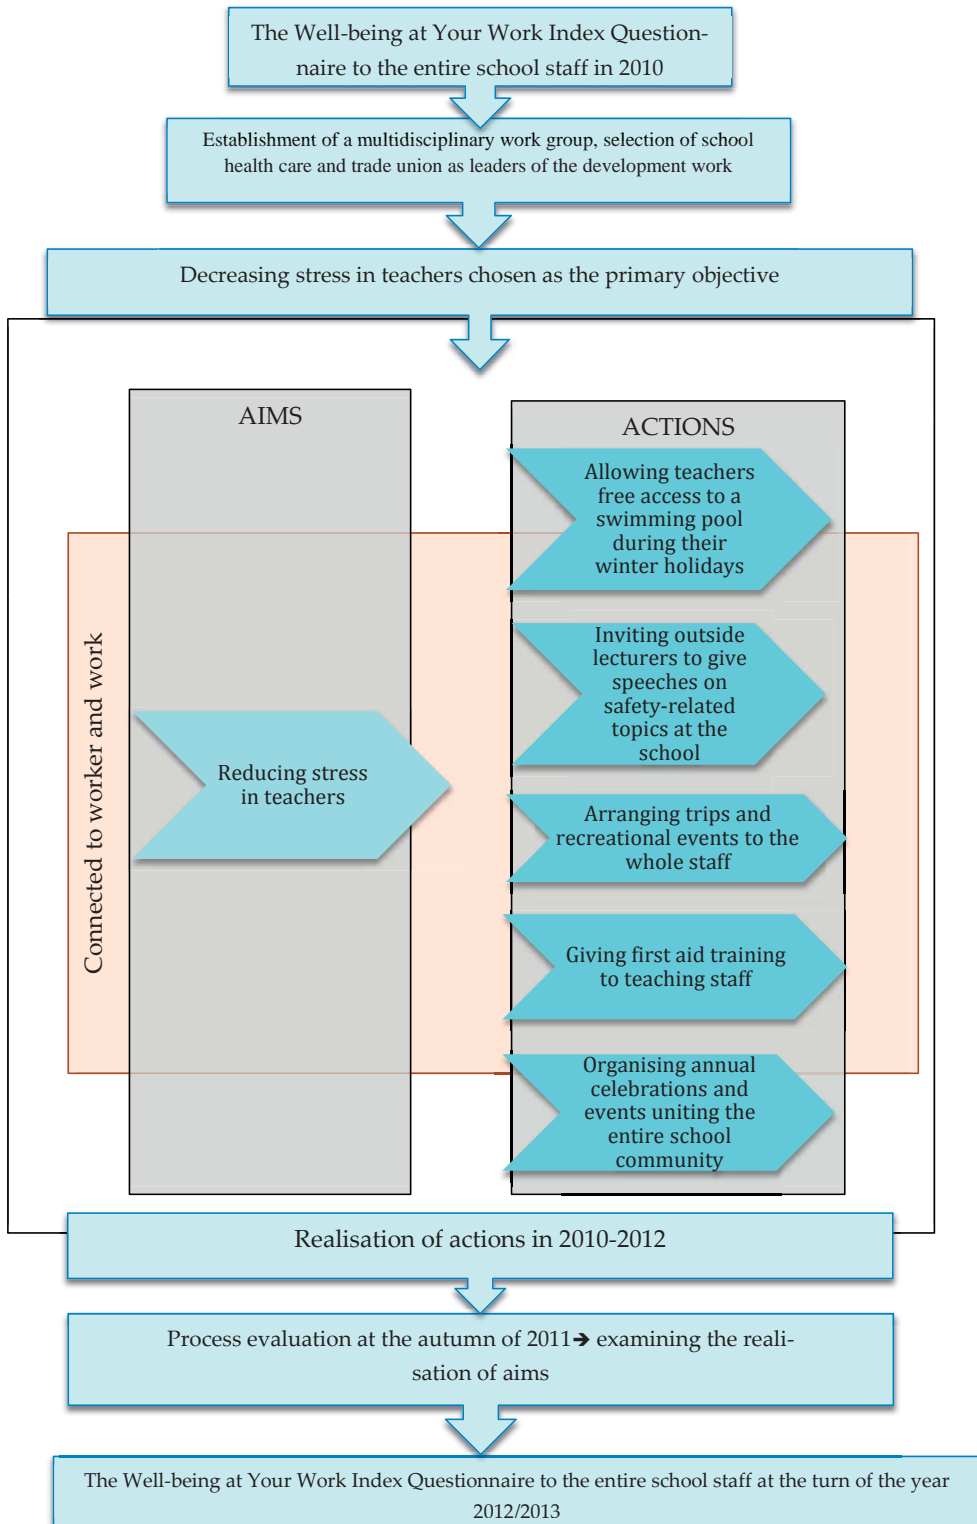 The Well-being at Your Work Index Question-
naire to the entire school staff in 2010
Establishment of a multidisciplinary work group, selection of school
health care and trade union as leaders of the development work
Decreasing stress in teachers chosen as the primary objective
AIMS
Connected to worker and work
Reducing stress
in teachers
ACTIONS
Allowing teachers
free access to a
swimming pool
during their
winter holidays
Inviting outside
lecturers to give
speeches on
safety-related
topics at the
school
Arranging trips and
recreational events to the
whole staff
Giving first aid training
to teaching staff
Organising annual
celebrations and
events uniting the
entire school
community
Realisation of actions in 2010-2012
Process evaluation at the autumn of 2011➔ examining the reali-
sation of aims
The Well-being at Your Work Index Questionnaire to the entire school staff at the turn of the year
2012/2013